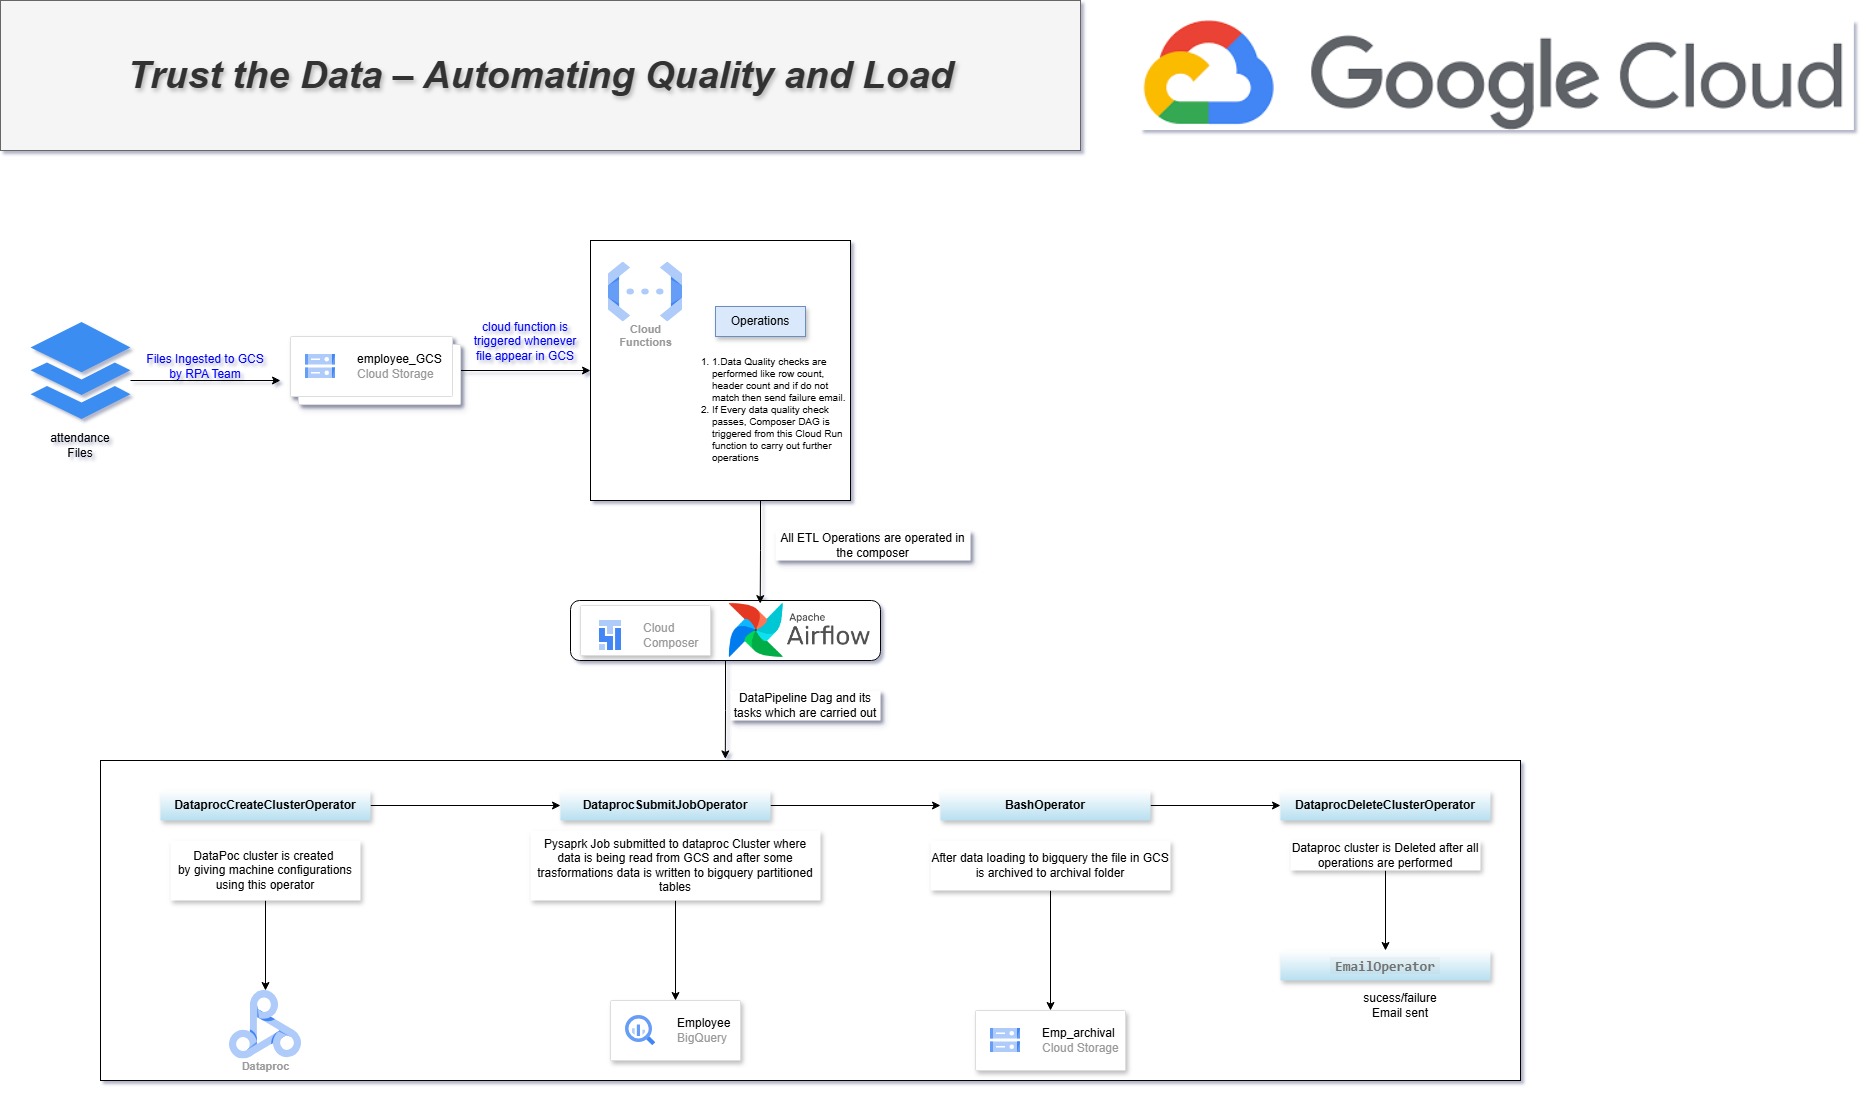 Trust the Data – Automating Quality and Load
Google Cloud
attendance
Files
Files Ingested to GCS
by RPA Team
employee_GCS
Cloud Storage
cloud function is
triggered whenever
file appear in GCS
Cloud
Functions
Operations
1. 1.Data Quality checks are
performed like row count,
header count and if do not
match then send failure email.
2. If Every data quality check
passes, Composer DAG is
triggered from this Cloud Run
function to carry out further
operations
All ETL Operations are operated in
the composer
Cloud
Composer
Apache
Airflow
DataPipeline Dag and its
tasks which are carried out
DataprocCreateClusterOperator
DataprocSubmitJobOperator
BashOperator
DataprocDeleteClusterOperator
DataPoc cluster is created
by giving machine configurations
using this operator
Pysaprk Job submitted to dataproc Cluster where
data is being read from GCS and after some
trasformations data is written to bigquery partitioned
tables
After data loading to bigquery the file in GCS
is archived to archival folder
Dataproc cluster is Deleted after all
operations are performed
EmailOperator
sucess/failure
Email sent
Dataproc
Employee
BigQuery
Emp_archival
Cloud Storage